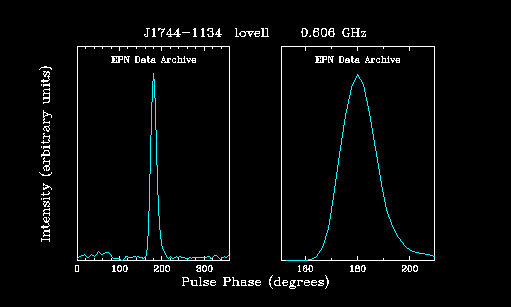 J1744-1134 lovell 0.606 GHz
EPN Data Archive EPN Data Archive
Intensity (arbitrary units)
0 100 200 300 160 180 200
Pulse Phase (degrees)